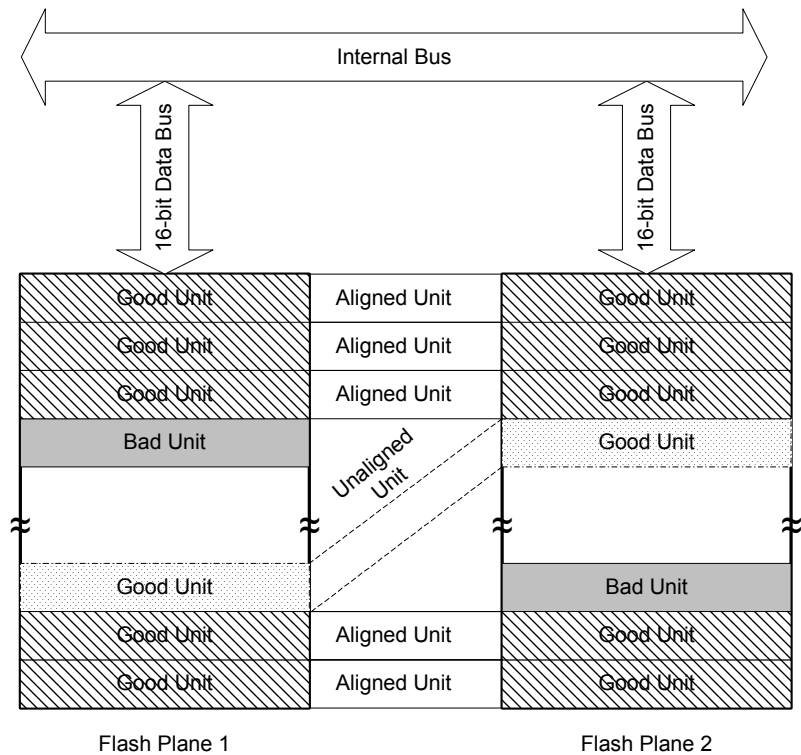 Internal Bus
16-bit Data Bus
16-bit Data Bus
Good Unit Aligned Unit Good Unit
Good Unit Aligned Unit Good Unit
Good Unit Aligned Unit Good Unit
Bad Unit Good Unit
Unaligned
Unit
Good Unit Bad Unit
Good Unit Aligned Unit Good Unit
Good Unit Aligned Unit Good Unit
Flash Plane 1 Flash Plane 2